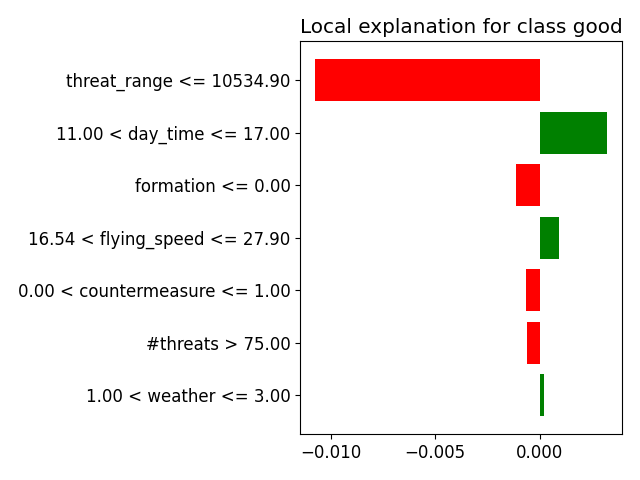 Local explanation for class good
threat_range <= 10534.90
11.00 < day_time <= 17.00
formation <= 0.00
16.54 < flying_speed <= 27.90
0.00 < countermeasure <= 1.00
#threats > 75.00
1.00 < weather <= 3.00
−0.010 −0.005 0.000